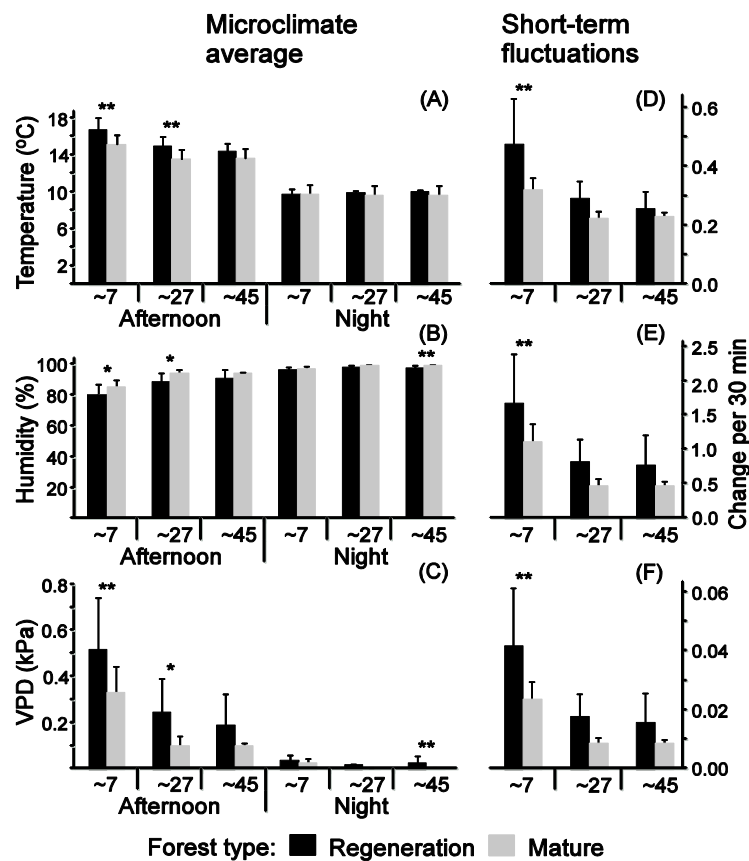 Microclimate average
Short-term fluctuations
(A)
Temperature (ºC)
18
14
10
6
2
** **
~7 ~27 ~45 ~7 ~27 ~45
Afternoon Night
(D)
**
0.6
0.4
0.2
0.0
~7 ~27 ~45
(B)
Humidity (%)
100
80
60
40
20
* * **
~7 ~27 ~45 ~7 ~27 ~45
Afternoon Night
(E)
**
Change per 30 min
2.5
2.0
1.5
1.0
0.5
0.0
~7 ~27 ~45
(C)
VPD (kPa)
0.8
0.6
0.4
0.2
** * **
~7 ~27 ~45 ~7 ~27 ~45
Afternoon Night
(F)
**
0.06
0.04
0.02
0.00
~7 ~27 ~45
Forest type: Regeneration Mature